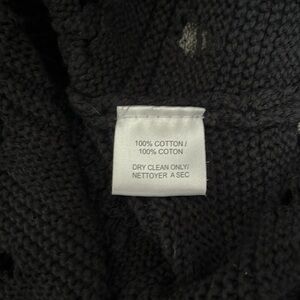 100% COTTON/
100% COTON
DRY CLEAN ONLY/
NETTOYER A SEC